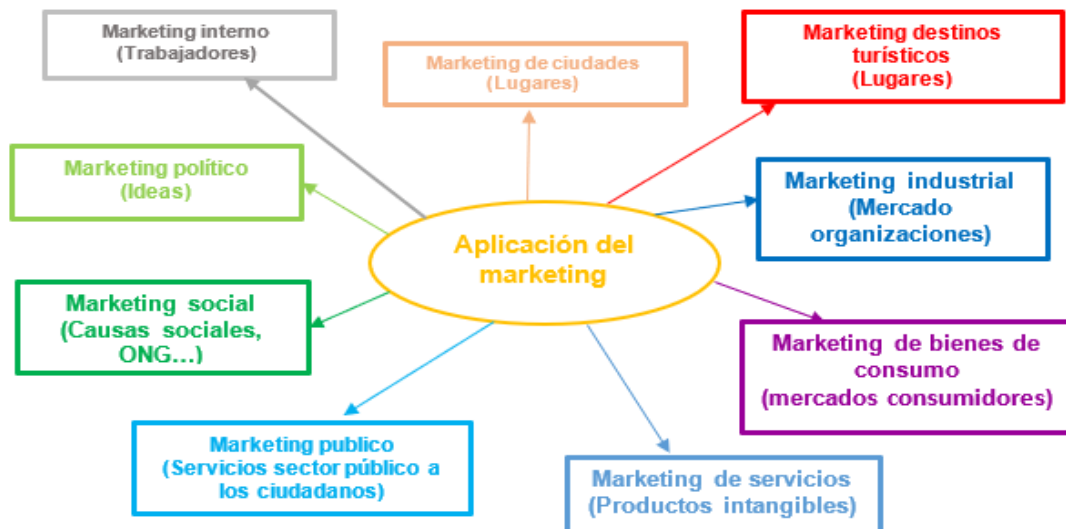 Marketing interno
(Trabajadores)
Marketing de ciudades
(Lugares)
Marketing destinos
turísticos
(Lugares)
Marketing político
(Ideas)
Marketing industrial
(Mercado
organizaciones)
Aplicación del
marketing
Marketing social
(Causas sociales,
ONG...)
Marketing de bienes de
consumo
(mercados consumidores)
Marketing publico
(Servicios sector público a
los ciudadanos)
Marketing de servicios
(Productos intangibles)